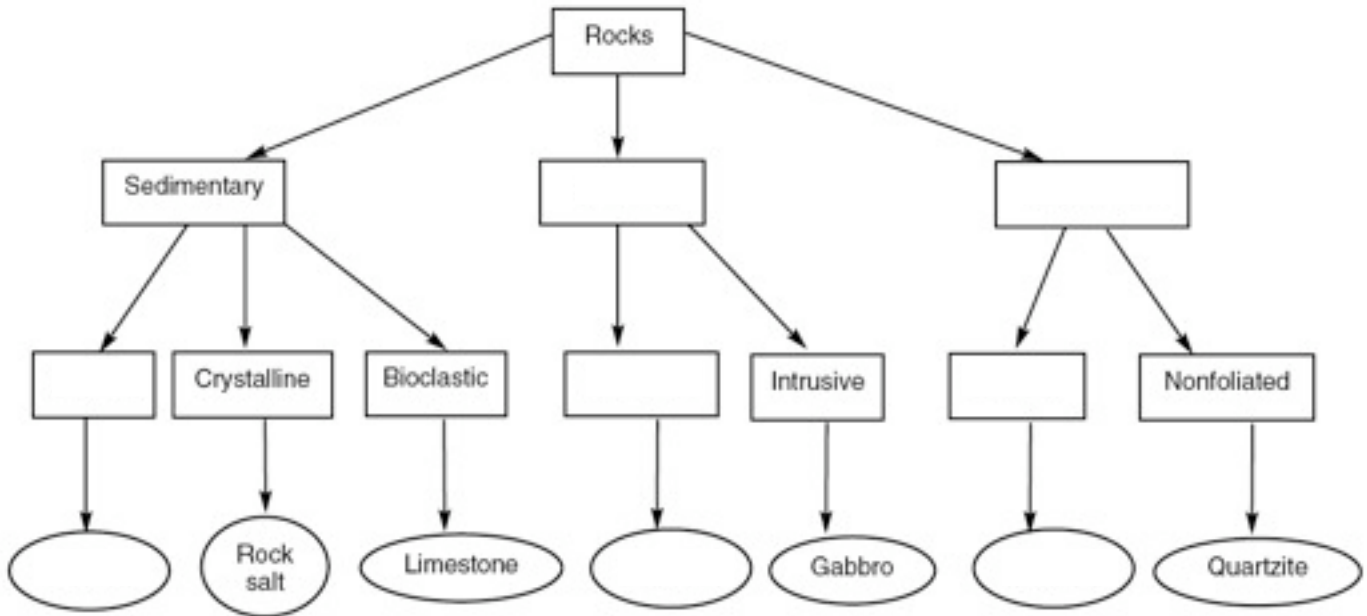 Rocks
Sedimentary
Crystalline
Bioclastic
Intrusive
Nonfoliated
Rock
salt
Limestone
Gabbro
Quartzite